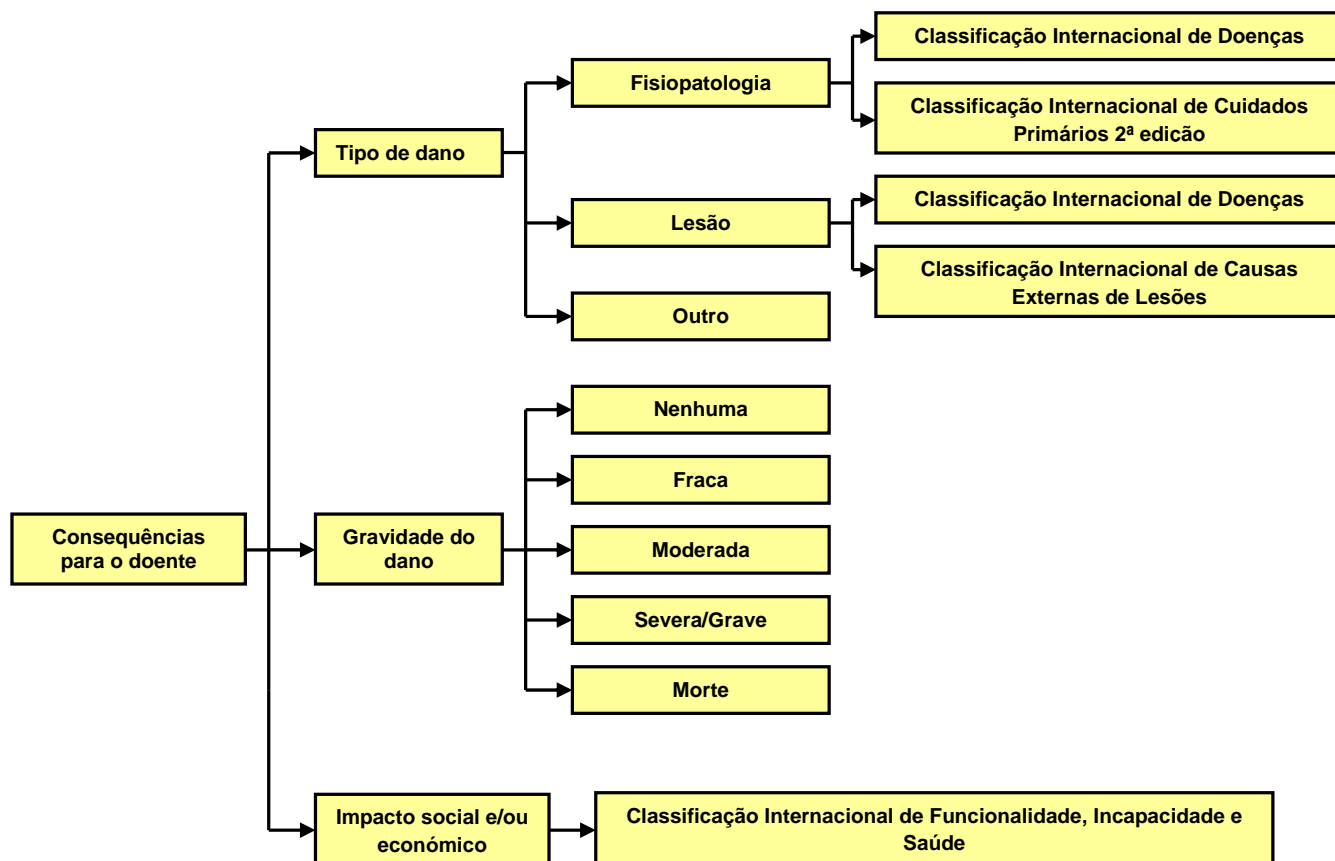 Classificação Internacional de Doenças
Fisiopatologia
Classificação Internacional de Cuidados
Primários 2ª edicão
Tipo de dano
Classificação Internacional de Doenças
Lesão
Classificação Internacional de Causas
Externas de Lesões
Outro
Nenhuma
Fraca
Consequências
para o doente
Gravidade do
dano
Moderada
Severa/Grave
Morte
Impacto social e/ou
económico
Classificação Internacional de Funcionalidade, Incapacidade e
Saúde